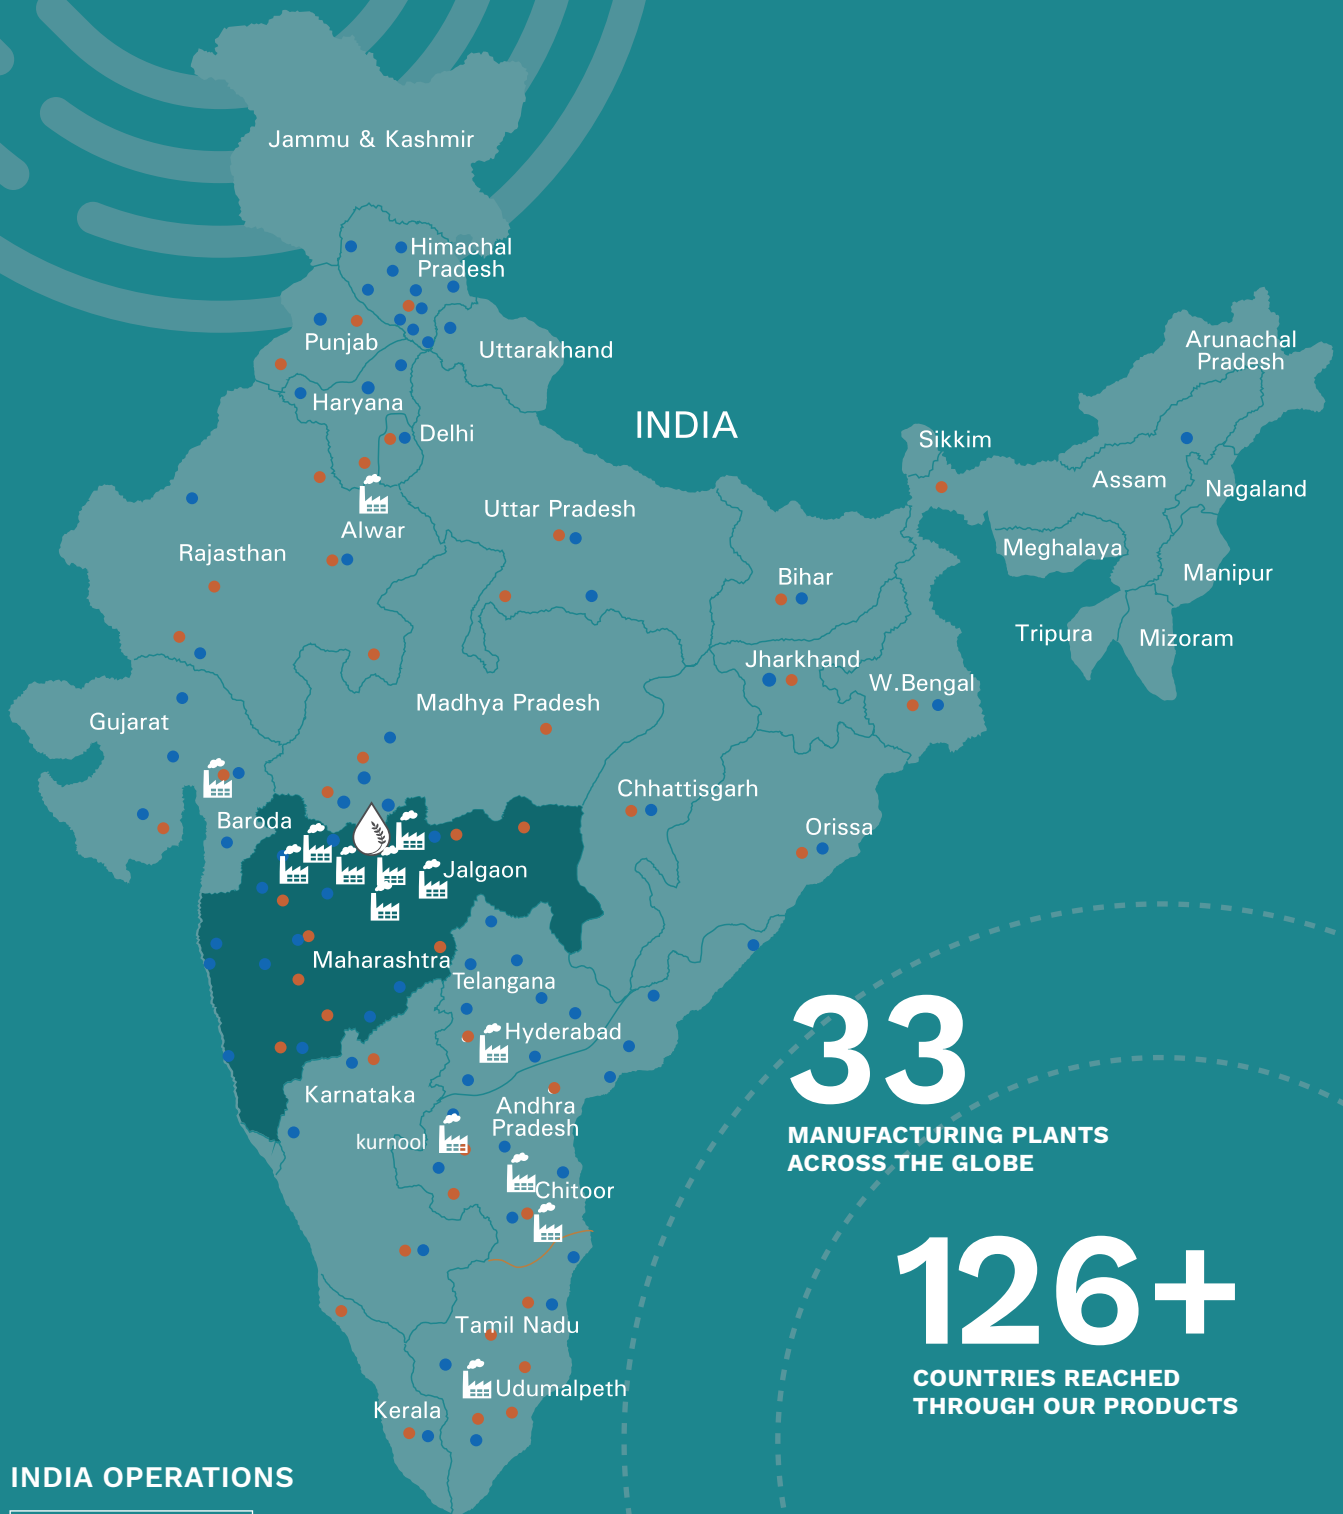 Jammu & Kashmir
Himachal
Pradesh
Punjab
Uttarakhand
Haryana
Delhi
INDIA
Arunachal
Pradesh
Sikkim
Assam
Nagaland
Uttar Pradesh
Alwar
Rajasthan
Meghalaya
Bihar
Manipur
Tripura
Mizoram
Jharkhand
W.Bengal
Madhya Pradesh
Gujarat
Chhattisgarh
Baroda
Orissa
Jalgaon
Maharashtra
Telangana
Hyderabad
33
MANUFACTURING PLANTS
ACROSS THE GLOBE
Karnataka
Andhra
Pradesh
kurnool
Chitoor
126+
COUNTRIES REACHED
THROUGH OUR PRODUCTS
Tamil Nadu
Udumalpeth
Kerala
INDIA OPERATIONS